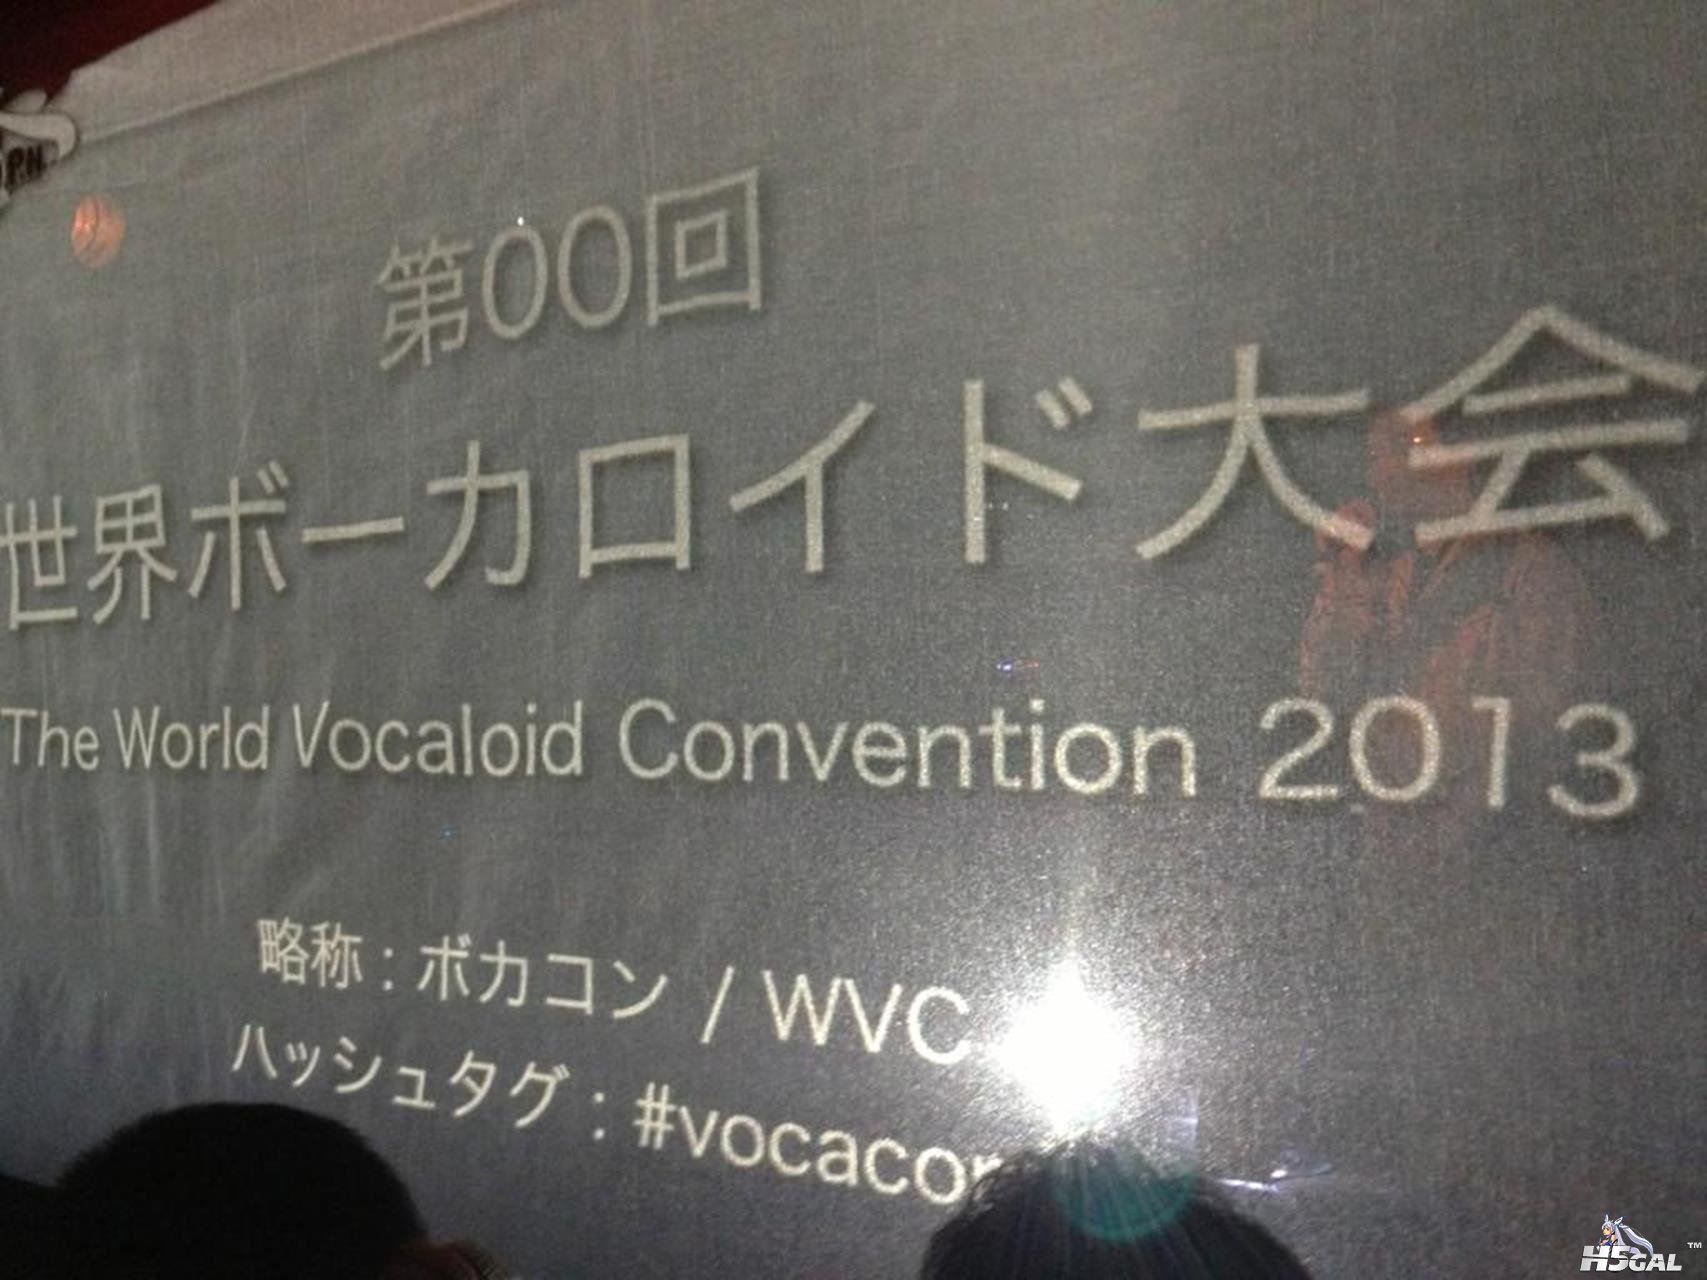 第00回
世界ボーカロイド大会
The World Vocaloid Convention 2013
略称 : ボカコン / WVC
ハッシュタグ : #vocacon
H5GAL™